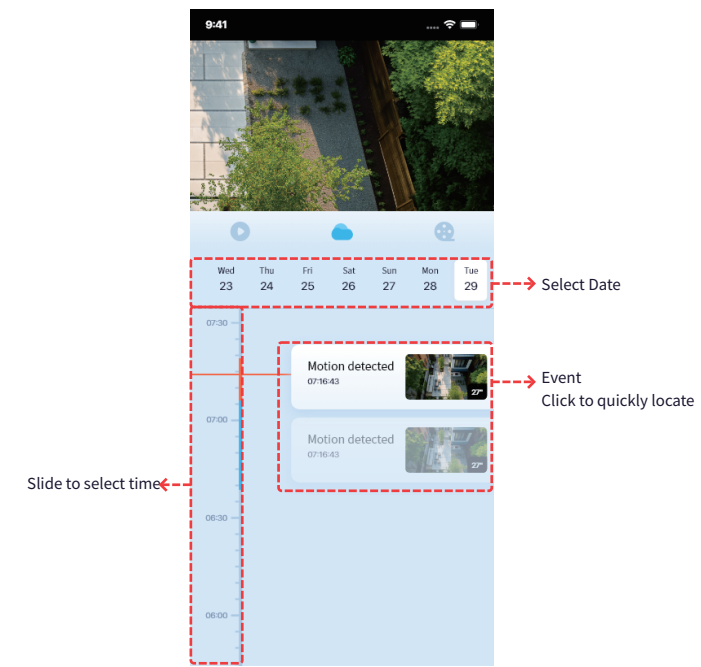 9:41
Wed Thu Fri Sat Sun Mon Tue
23 24 25 26 27 28 29
Select Date
07:30
Motion detected
07:16:43
27"
Event
Click to quickly locate
07:00
Motion detected
07:16:43
27"
Slide to select time
06:30
06:00